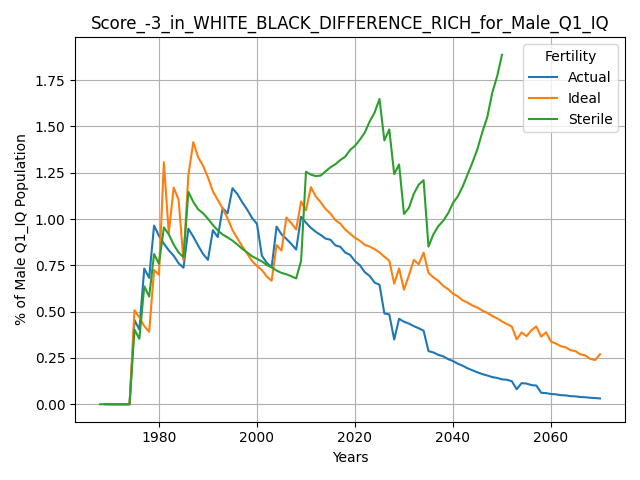 Score_-3_in_WHITE_BLACK_DIFFERENCE_RICH_for_Male_Q1_IQ
Fertility
Actual
Ideal
Sterile
% of Male Q1_IQ Population
1.75
1.50
1.25
1.00
0.75
0.50
0.25
0.00
1980 2000 2020 2040 2060
Years